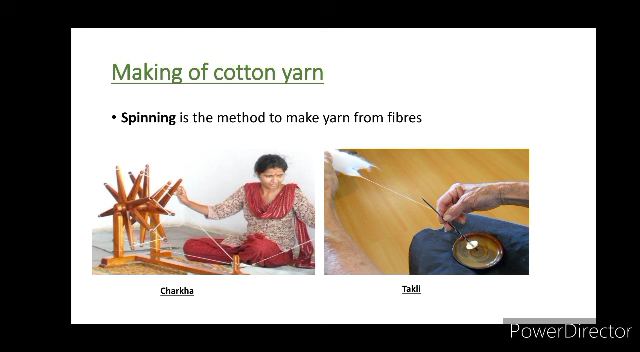 Making of cotton yarn
• Spinning is the method to make yarn from fibres
Charkha
Takli
PowerDirector